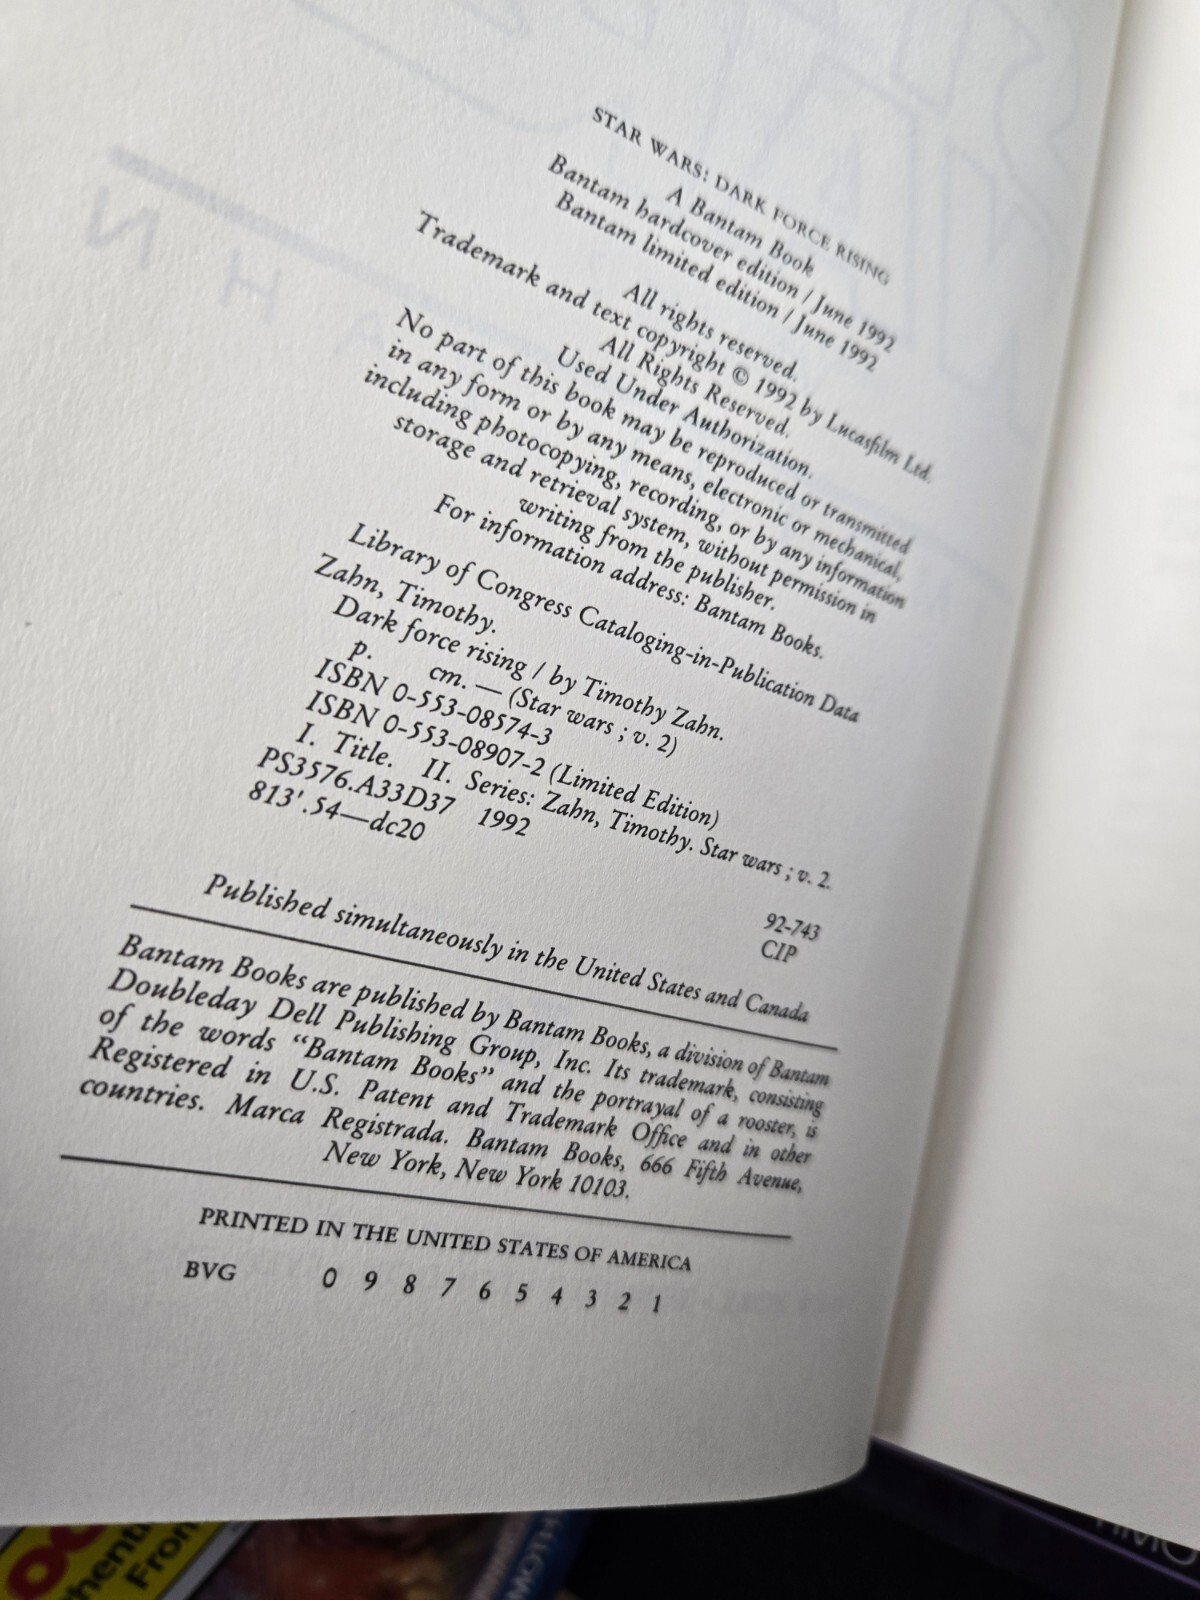 STAR WARS: DARK FORCE RISING
A Bantam Book
Bantam hardcover edition / June 1992
Bantam limited edition / June 1992
All rights reserved.
Trademark and text copyright © 1992 by Lucasfilm Ltd.
All Rights Reserved.
Used Under Authorization.
No part of this book may be reproduced or transmitted
in any form or by any means, electronic or mechanical,
including photocopying, recording, or by any information
storage and retrieval system, without permission in
writing from the publisher.
For information address: Bantam Books.
Library of Congress Cataloging-in-Publication Data
Zahn, Timothy.
Dark force rising / by Timothy Zahn.
p. cm. — (Star wars ; v. 2)
ISBN 0-553-08574-3
ISBN 0-553-08907-2 (Limited Edition)
I. Title. II. Series: Zahn, Timothy. Star wars ; v. 2.
PS3576.A33D37 1992
813'.54—dc20
92-743
CIP
Published simultaneously in the United States and Canada
Bantam Books are published by Bantam Books, a division of Bantam
Doubleday Dell Publishing Group, Inc. Its trademark, consisting
of the words "Bantam Books" and the portrayal of a rooster, is
Registered in U.S. Patent and Trademark Office and in other
countries. Marca Registrada. Bantam Books, 666 Fifth Avenue,
New York, New York 10103.
PRINTED IN THE UNITED STATES OF AMERICA
BVG 0 9 8 7 6 5 4 3 2 1
From